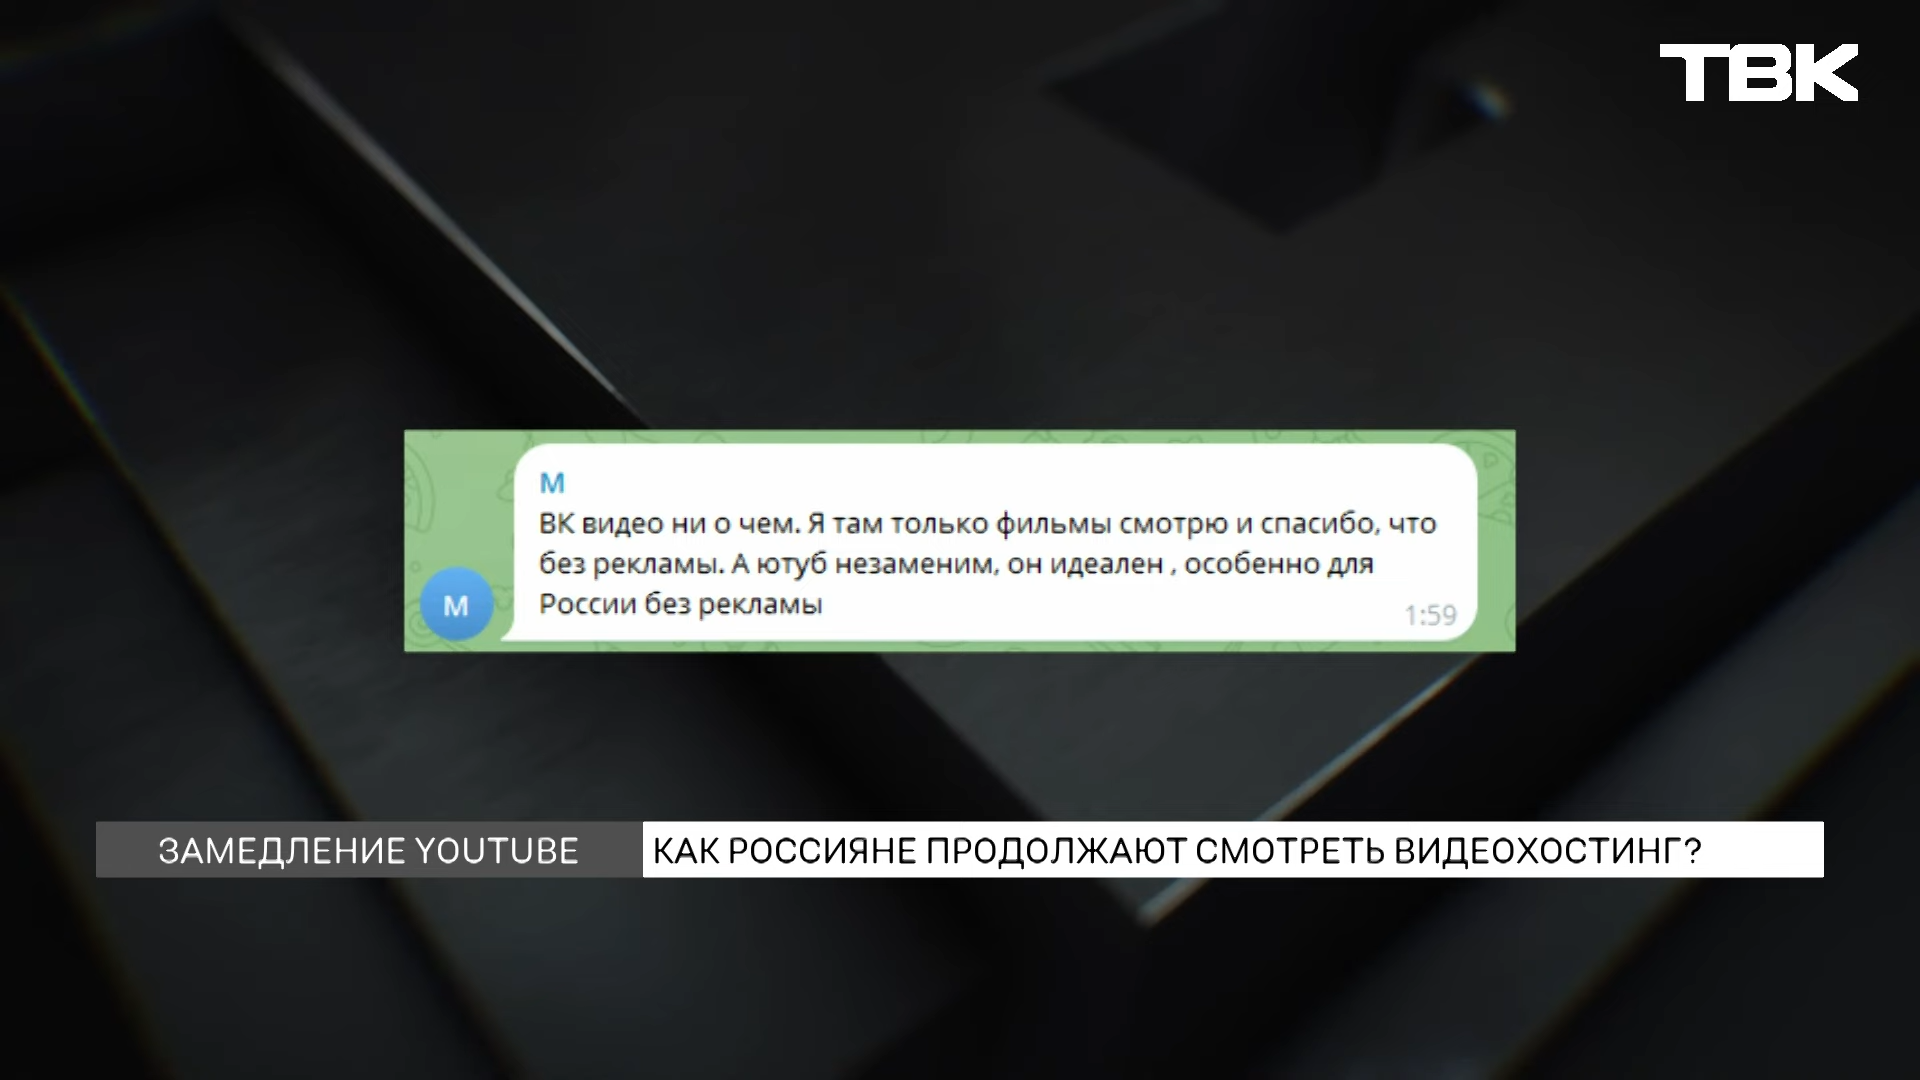 ТВК
М
ВК видео ни о чем. Я там только фильмы смотрю и спасибо, что
без рекламы. А ютуб незаменим, он идеален , особенно для
России без рекламы
М
1:59
ЗАМЕДЛЕНИЕ YOUTUBE
КАК РОССИЯНЕ ПРОДОЛЖАЮТ СМОТРЕТЬ ВИДЕОХОСТИНГ?